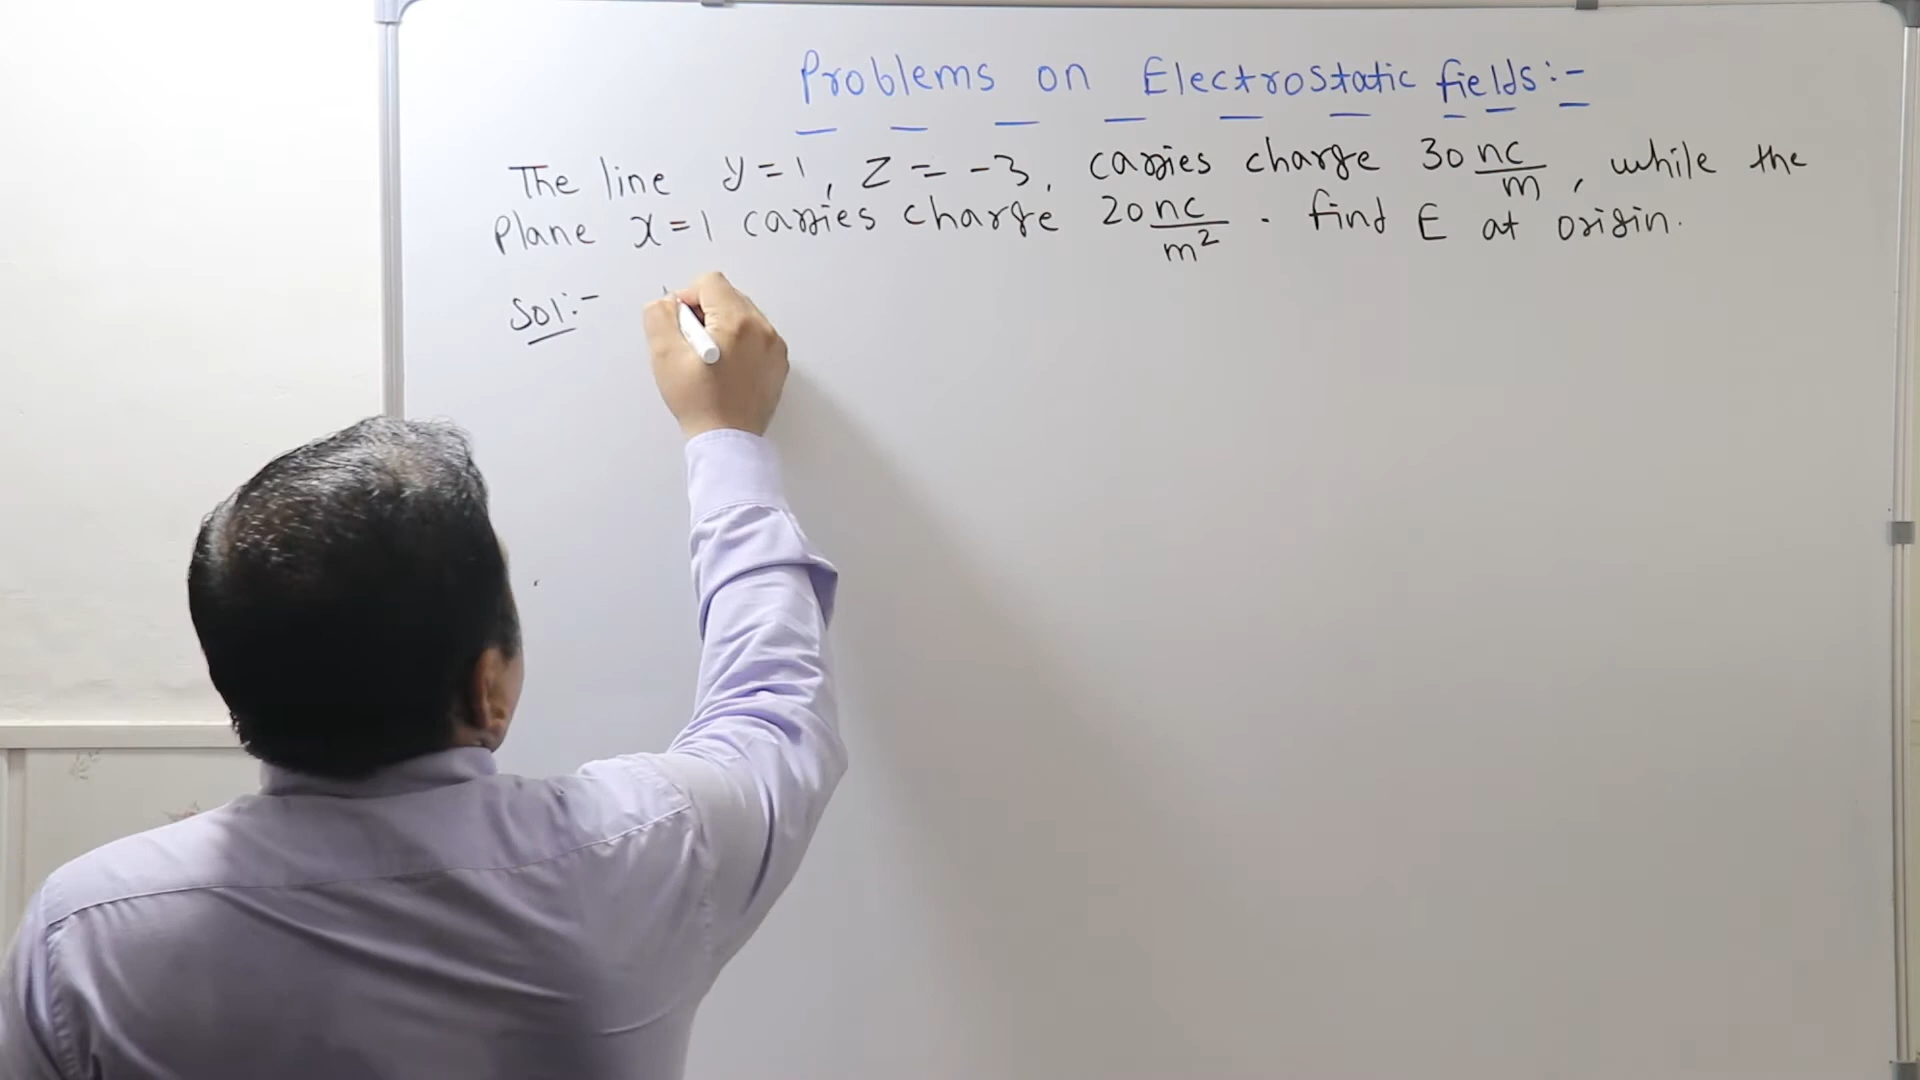 Problems on Electrostatic fields:-
The line y=1, z=-3, carries charge 30 nc/m, while the
plane x=1 carries charge 20 nc/m². find E at origin.
Sol:-